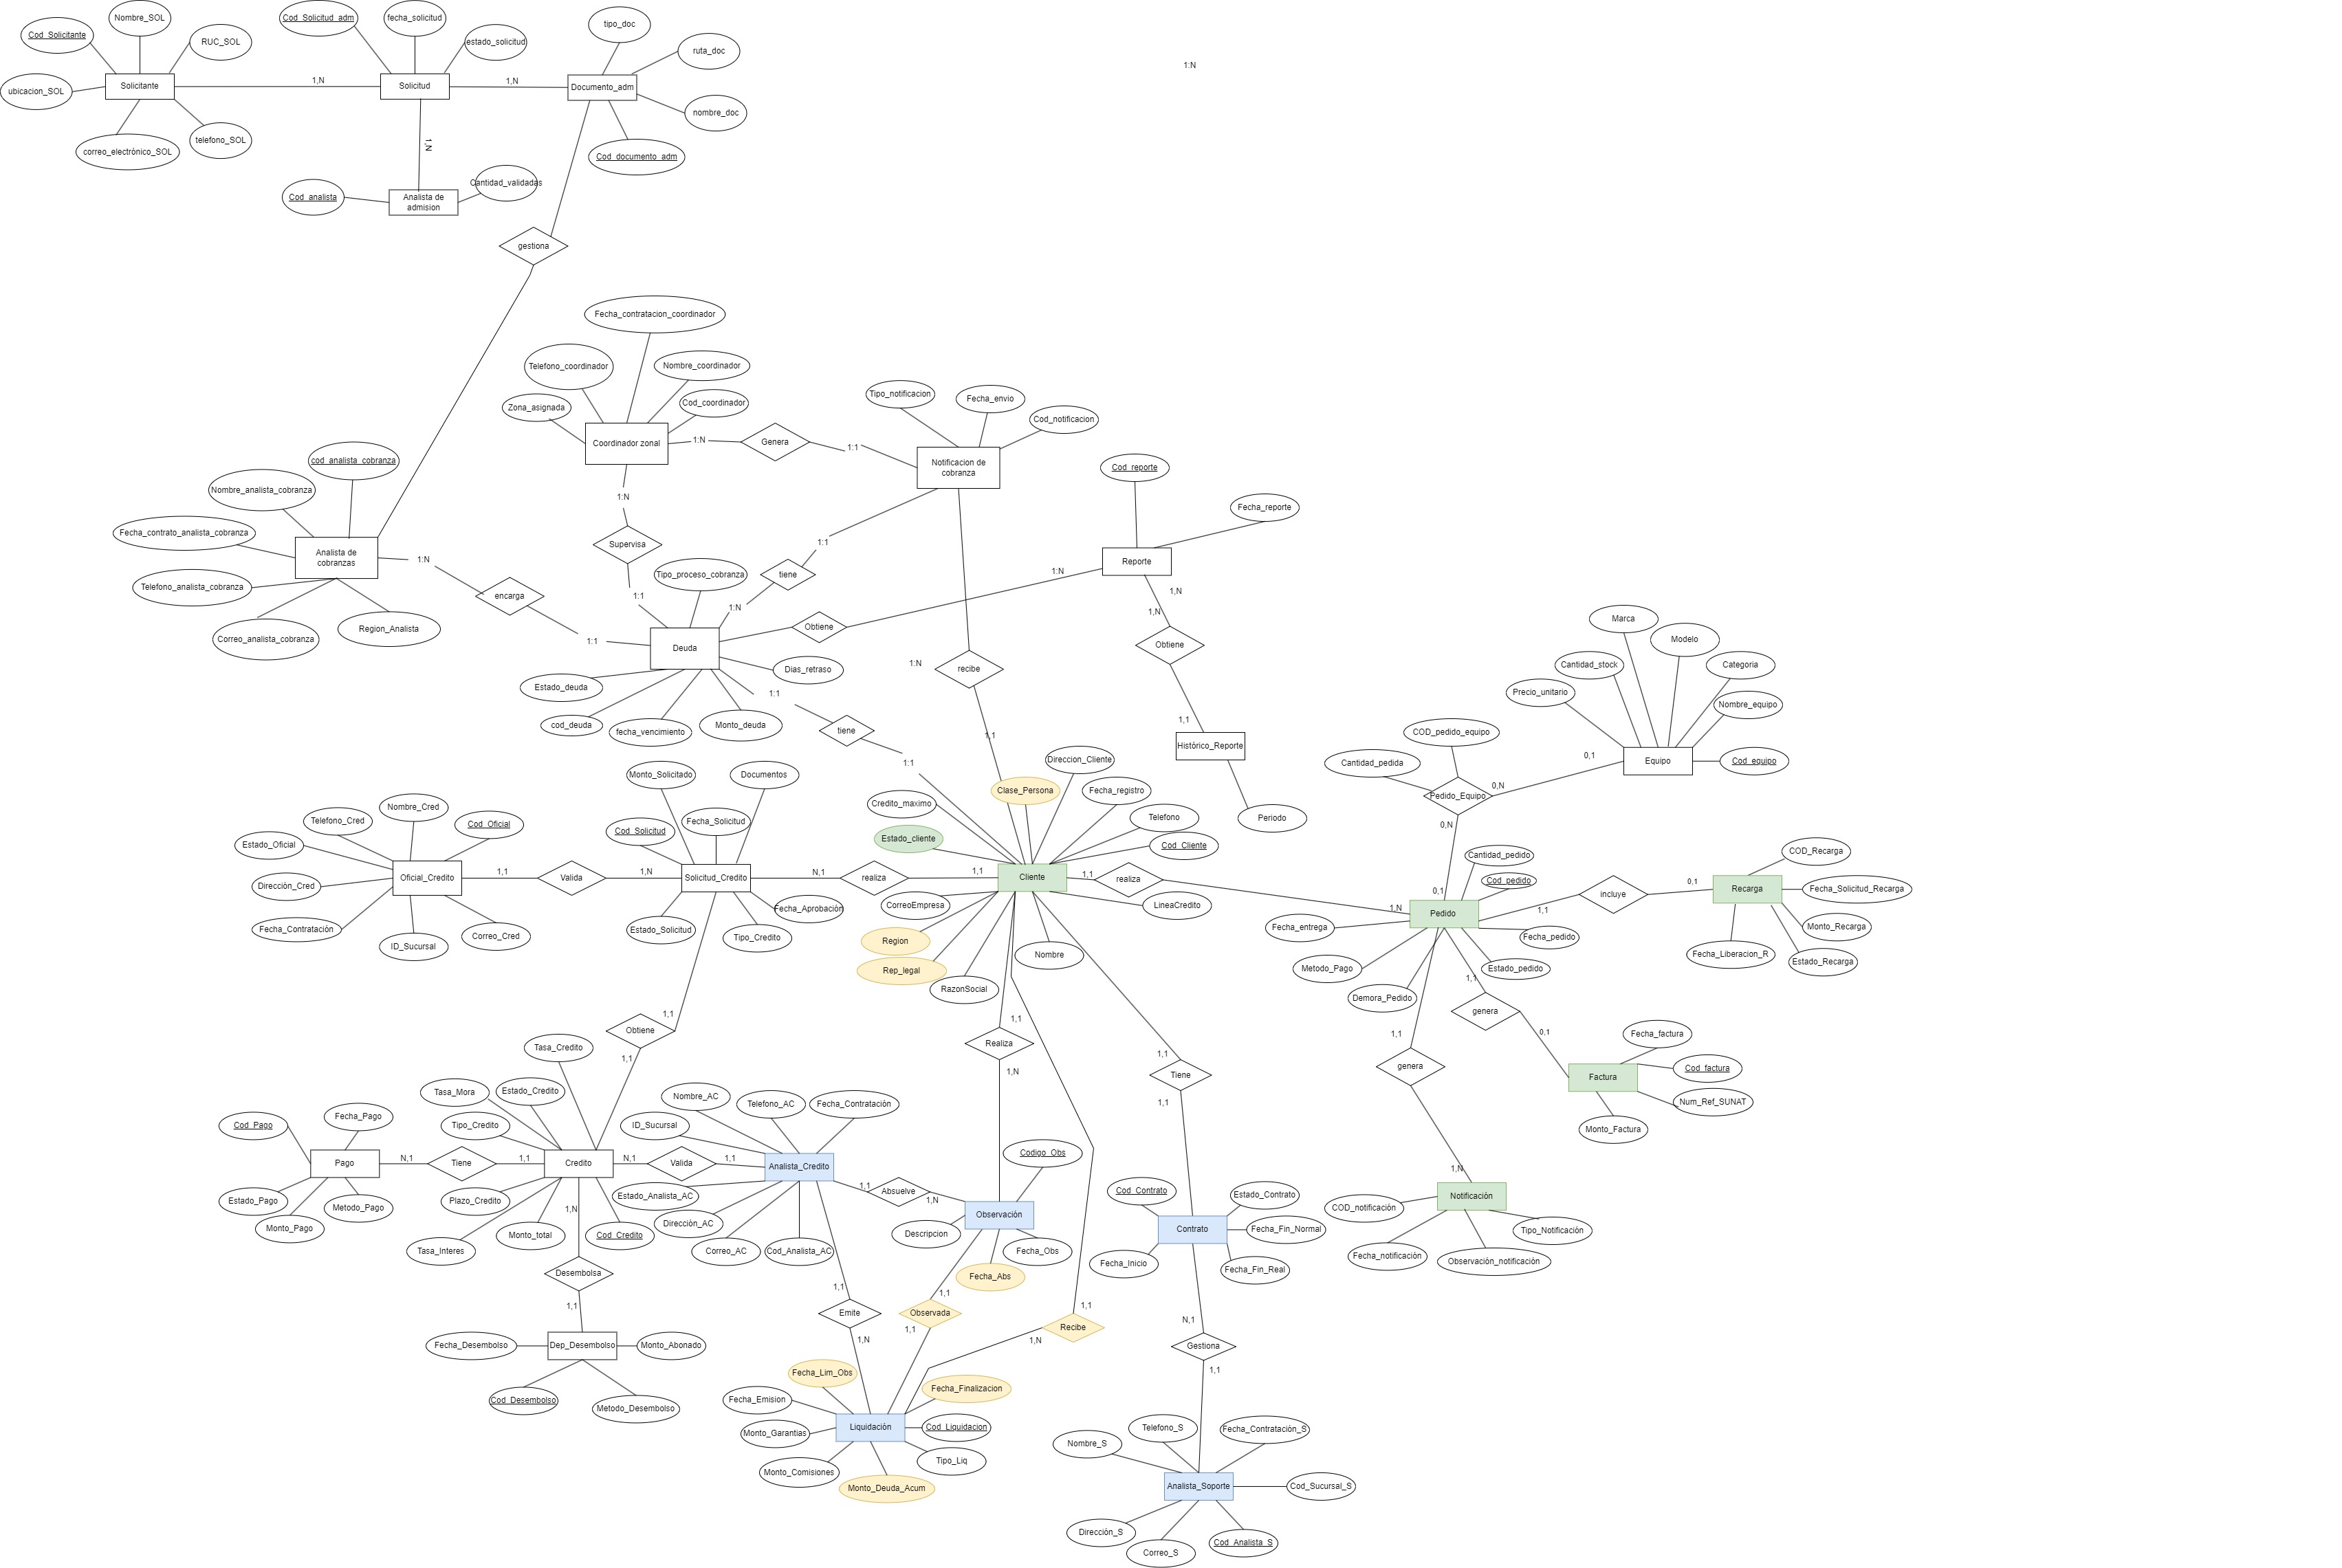 Nombre_SOL
Cod_Solicitud_adm
fecha_solicitud
tipo_doc
Cod_Solicitante
RUC_SOL
estado_solicitud
ruta_doc
1:N
Solicitante
1,N
Solicitud
1,N
Documento_adm
ubicacion_SOL
nombre_doc
correo_electrónico_SOL
telefono_SOL
1,N
Cod_documento_adm
Cod_analista
Analista de
admision
Cantidad_validadas
gestiona
Fecha_contratacion_coordinador
Telefono_coordinador
Nombre_coordinador
Zona_asignada
Cod_coordinador
Tipo_notificacion
Fecha_envio
Cod_notificacion
Coordinador zonal
1:N
Genera
1:1
Notificacion de
cobranza
cod_analista_cobranza
Nombre_analista_cobranza
1:N
Cod_reporte
Fecha_reporte
Fecha_contrato_analista_cobranza
Supervisa
1:1
Analista de
cobranzas
1:N
Reporte
Telefono_analista_cobranza
Tipo_proceso_cobranza
tiene
1:N
1,N
encarga
1:1
1:N
1,N
Correo_analista_cobranza
Region_Analista
Obtiene
Marca
1:1
Deuda
Obtiene
Modelo
Estado_deuda
Dias_retraso
1:N
recibe
Cantidad_stock
Categoria
1:1
Precio_unitario
Nombre_equipo
cod_deuda
fecha_vencimiento
Monto_deuda
tiene
1,1
1,1
COD_pedido_equipo
Histórico_Reporte
0,1
Equipo
Cod_equipo
1:1
Direccion_Cliente
Cantidad_pedida
Monto_Solicitado
Documentos
Clase_Persona
Fecha_registro
Pedido_Equipo
0,N
Nombre_Cred
Credito_maximo
Telefono
Periodo
Telefono_Cred
Cod_Oficial
Cod_Solicitud
Fecha_Solicitud
Estado_cliente
Cod_Cliente
0,N
Estado_Oficial
Cantidad_pedido
COD_Recarga
Oficial_Credito
1,1
Valida
1,N
Solicitud_Credito
N,1
realiza
1,1
Cliente
1,1
realiza
Cod_pedido
0,1
incluye
0,1
Recarga
Fecha_Solicitud_Recarga
Dirección_Cred
CorreoEmpresa
LineaCredito
1,N
Pedido
1,1
Fecha_Aprobación
Fecha_Contratación
Correo_Cred
Estado_Solicitud
Tipo_Credito
Region
Fecha_entrega
Fecha_pedido
Monto_Recarga
ID_Sucursal
Nombre
Fecha_Liberacion_R
Estado_Recarga
Rep_legal
Metodo_Pago
Estado_pedido
1,1
RazonSocial
Demora_Pedido
1,1
Obtiene
1,1
genera
0,1
Fecha_factura
Tasa_Credito
1,1
Realiza
1,1
1,1
genera
Cod_factura
Factura
1,N
Tiene
Tasa_Mora
Estado_Credito
Nombre_AC
Telefono_AC
Fecha_Contratación
1,1
Num_Ref_SUNAT
Cod_Pago
Fecha_Pago
Tipo_Credito
ID_Sucursal
Monto_Factura
Pago
N,1
Tiene
1,1
Credito
N,1
Valida
1,1
Analista_Credito
Codigo_Obs
1,N
Estado_Pago
Metodo_Pago
Plazo_Credito
Estado_Analista_AC
1,1
Absuelve
1,N
Cod_Contrato
Estado_Contrato
Notificación
COD_notificación
1,N
Dirección_AC
Observación
Contrato
Fecha_Fin_Normal
Tipo_Notificación
Monto_Pago
Monto_total
Cod_Credito
Descripcion
Tasa_Interes
Correo_AC
Cod_Analista_AC
Fecha_Obs
Fecha_Inicio
Fecha_Fin_Real
Fecha_notificación
Observación_notificación
Desembolsa
Fecha_Abs
1,1
1,1
1,1
1,1
Emite
Observada
1,1
Recibe
N,1
1,N
1,1
1,N
Fecha_Desembolso
Dep_Desembolso
Monto_Abonado
Gestiona
Fecha_Lim_Obs
1,1
Fecha_Finalizacion
Cod_Desembolso
Metodo_Desembolso
Fecha_Emision
Monto_Garantias
Liquidación
Cod_Liquidacion
Telefono_S
Fecha_Contratación_S
Nombre_S
Monto_Comisiones
Tipo_Liq
Monto_Deuda_Acum
Analista_Soporte
Cod_Sucursal_S
Dirección_S
Cod_Analista_S
Correo_S